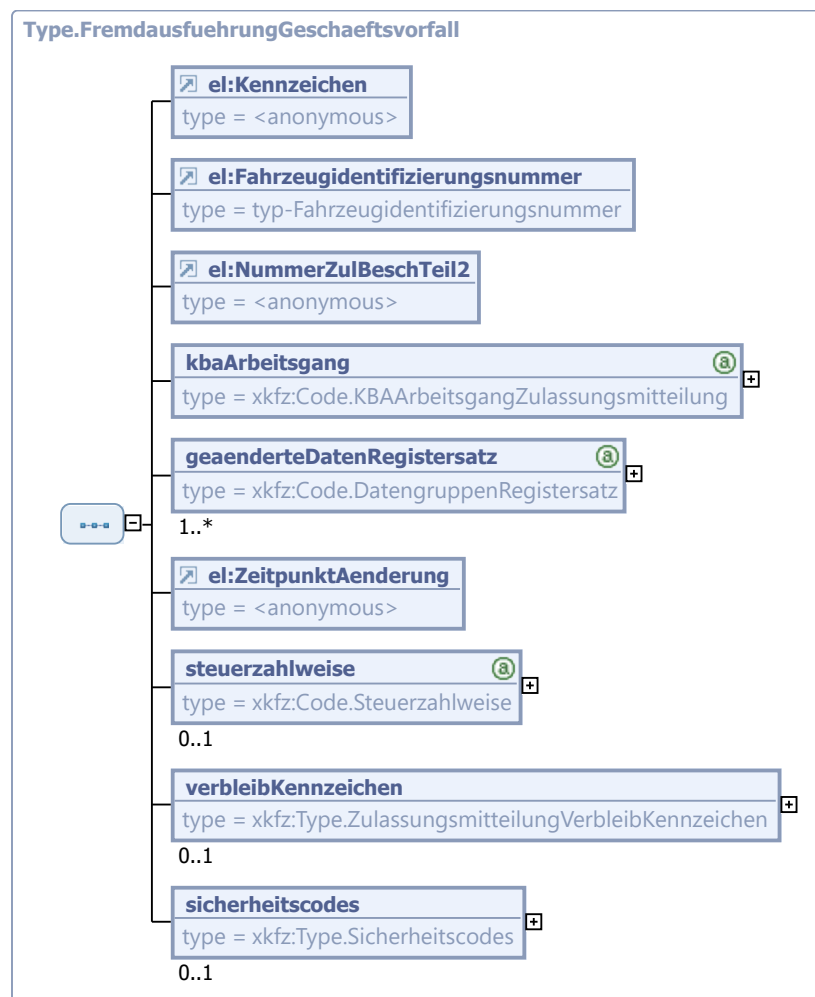 Type.FremdausfuehrungGeschaeftsvorfall
el:Kennzeichen
type = <anonymous>
el:Fahrzeugidentifizierungsnummer
type = typ-Fahrzeugidentifizierungsnummer
el:NummerZulBeschTeil2
type = <anonymous>
kbaArbeitsgang
a
type = xkfz:Code.KBAArbeitsgangZulassungsmitteilung
geaenderteDatenRegistersatz
a
type = xkfz:Code.DatengruppenRegistersatz
1..*
el:ZeitpunktAenderung
type = <anonymous>
steuerzahlweise
a
type = xkfz:Code.Steuerzahlweise
0..1
verbleibKennzeichen
type = xkfz:Type.ZulassungsmitteilungVerbleibKennzeichen
0..1
sicherheitscodes
type = xkfz:Type.Sicherheitscodes
0..1